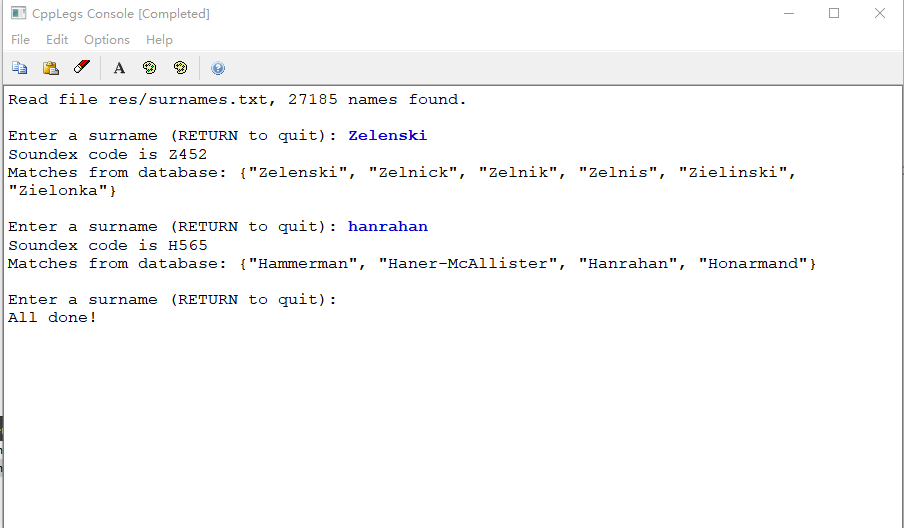 CppLegs Console [Completed]
File Edit Options Help
A
Read file res/surnames.txt, 27185 names found.
Enter a surname (RETURN to quit): Zelenski
Soundex code is Z452
Matches from database: {"Zelenski", "Zelnick", "Zelnik", "Zelnis", "Zielinski",
"Zielonka"}
Enter a surname (RETURN to quit): hanrahan
Soundex code is H565
Matches from database: {"Hammerman", "Haner-McAllister", "Hanrahan", "Honarmand"}
Enter a surname (RETURN to quit):
All done!